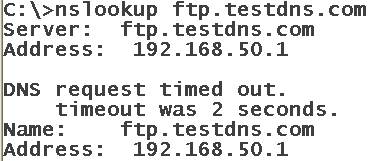 C:\>nslookup ftp.testdns.com
Server:  ftp.testdns.com
Address:  192.168.50.1

DNS request timed out.
    timeout was 2 seconds.
Name:    ftp.testdns.com
Address:  192.168.50.1